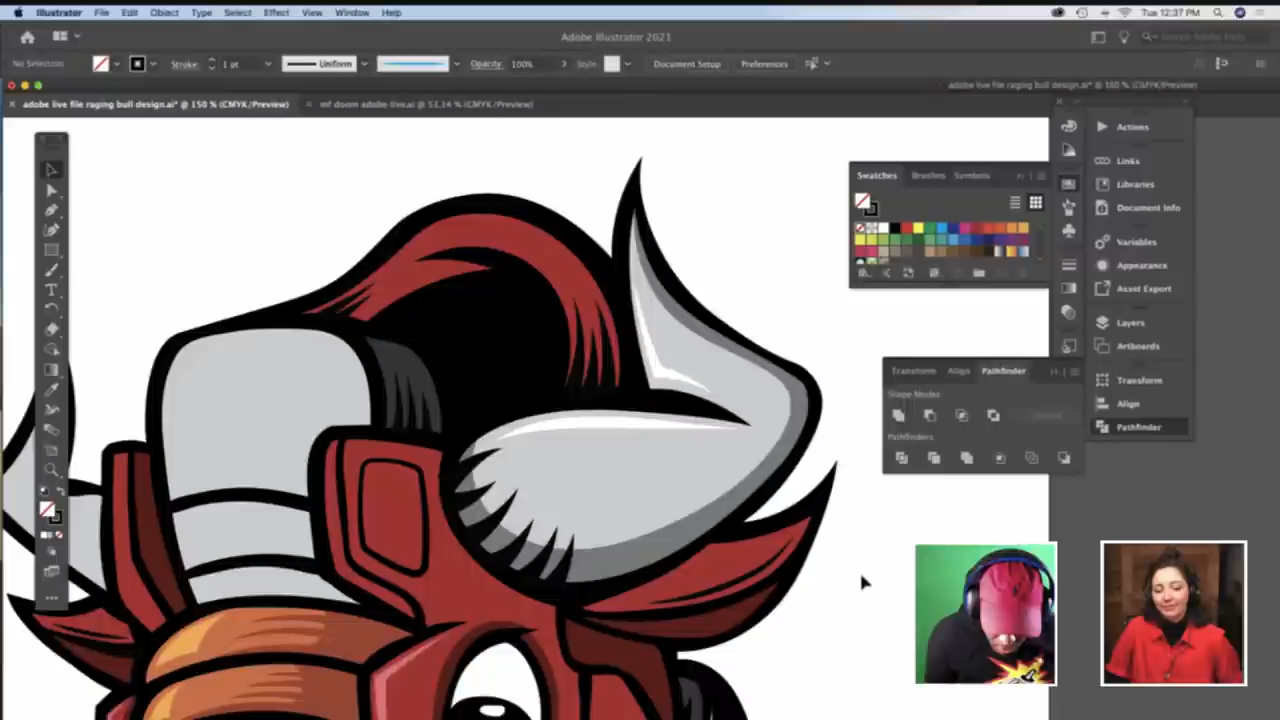 Illustrator File Edit Object Type Select Effect View Window Help
Tue 12:37 PM
Adobe Illustrator 2021
No Selection Stroke: 1 pt Uniform Opacity: 100% Style: Document Setup Preferences
adobe live file raging bull design.ai* @ 150 % (CMYK/Preview)
adobe live file raging bull design.ai* @ 150 % (CMYK/Preview) mf doom adobe live.ai @ 51.14 % (CMYK/Preview)
Actions
Links
Libraries
Document Info
Variables
Appearance
Asset Export
Layers
Artboards
Transform
Align
Pathfinder
Swatches Brushes Symbols
Transform Align Pathfinder
Shape Modes:
Pathfinders: